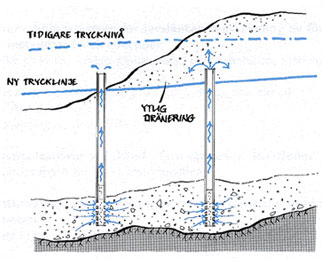 TIDIGARE TRYCKNIVÅ
NY TRYCKLINJE
YTLIG
DRÄNERING